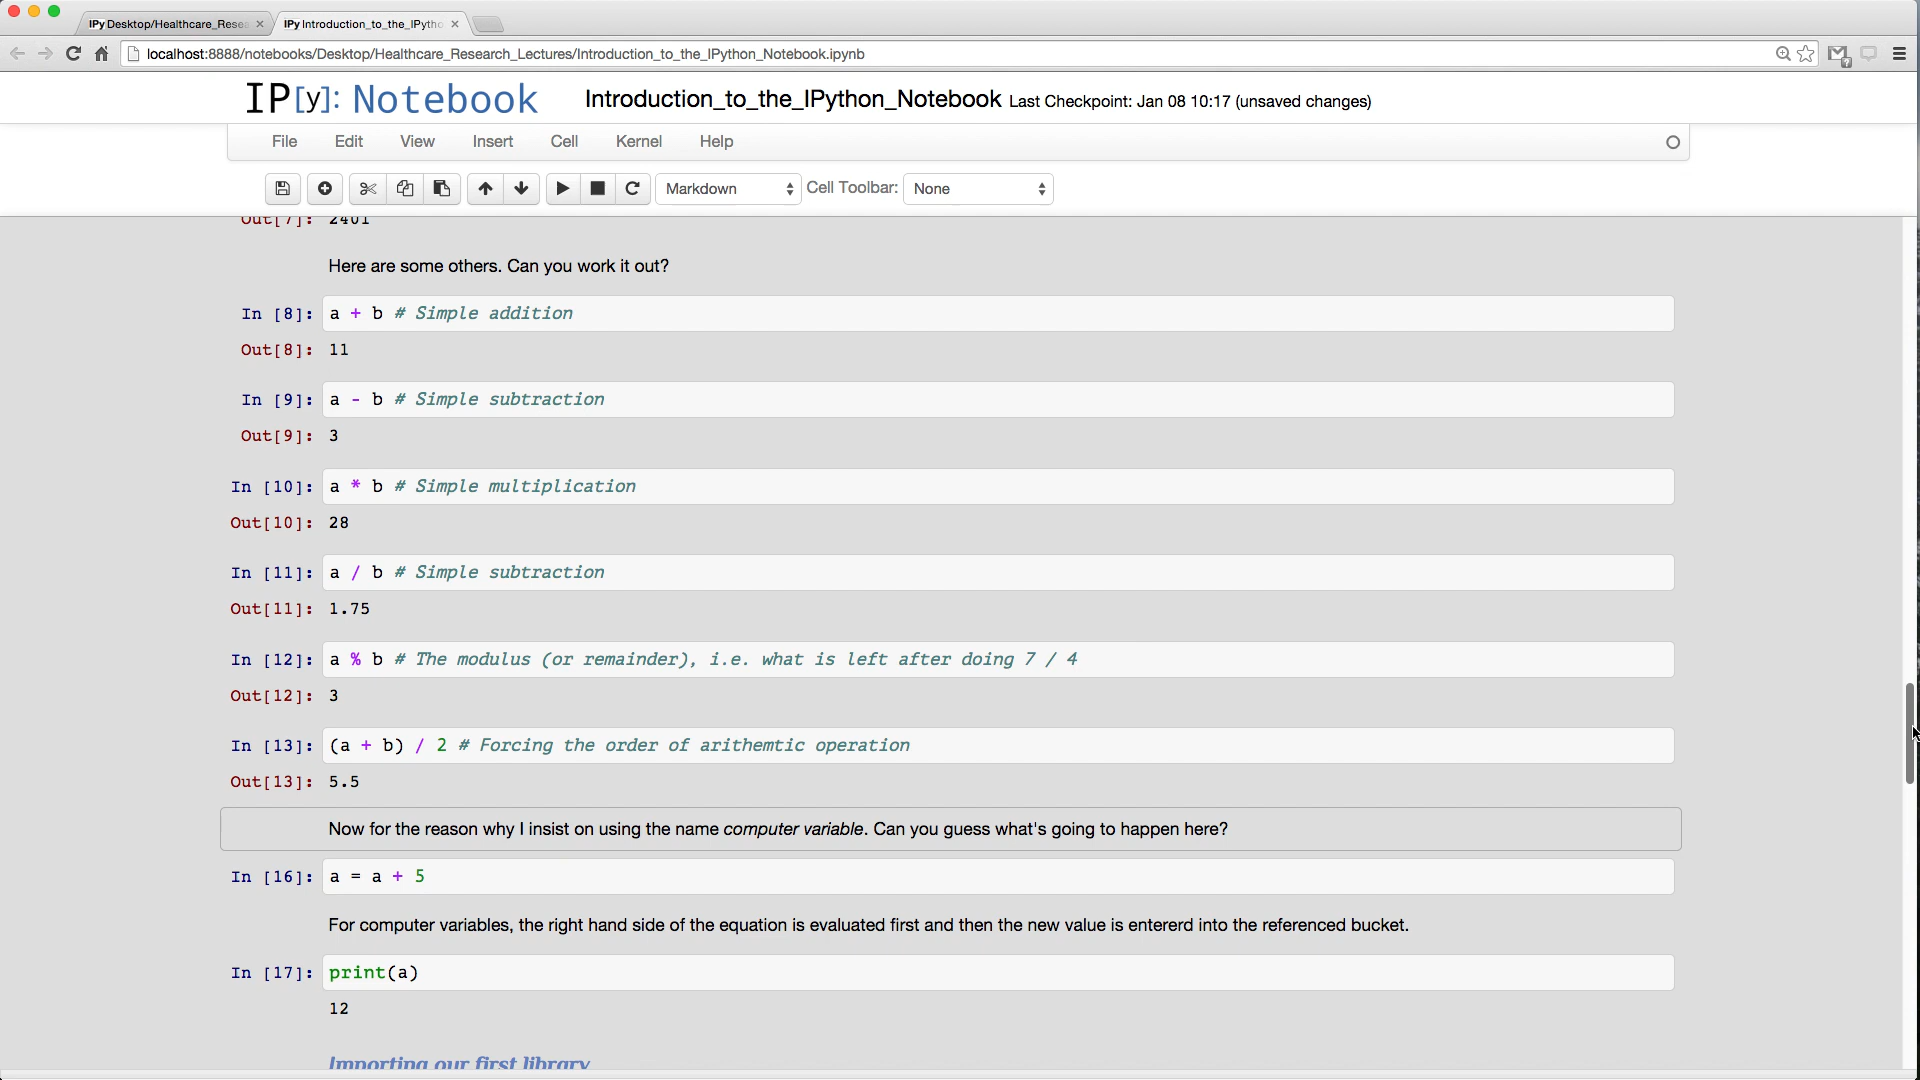 IPy Desktop/Healthcare_Resea
IPy Introduction_to_the_IPytho
localhost:8888/notebooks/Desktop/Healthcare_Research_Lectures/Introduction_to_the_IPython_Notebook.ipynb
IP[y]: Notebook Introduction_to_the_IPython_Notebook Last Checkpoint: Jan 08 10:17 (unsaved changes)
File Edit View Insert Cell Kernel Help
Markdown Cell Toolbar: None
Out[7]: 2401
Here are some others. Can you work it out?
In [8]: a + b # Simple addition
Out[8]: 11
In [9]: a - b # Simple subtraction
Out[9]: 3
In [10]: a * b # Simple multiplication
Out[10]: 28
In [11]: a / b # Simple subtraction
Out[11]: 1.75
In [12]: a % b # The modulus (or remainder), i.e. what is left after doing 7 / 4
Out[12]: 3
In [13]: (a + b) / 2 # Forcing the order of arithemtic operation
Out[13]: 5.5
Now for the reason why I insist on using the name computer variable. Can you guess what's going to happen here?
In [16]: a = a + 5
For computer variables, the right hand side of the equation is evaluated first and then the new value is entererd into the referenced bucket.
In [17]: print(a)
12
Importing our first library